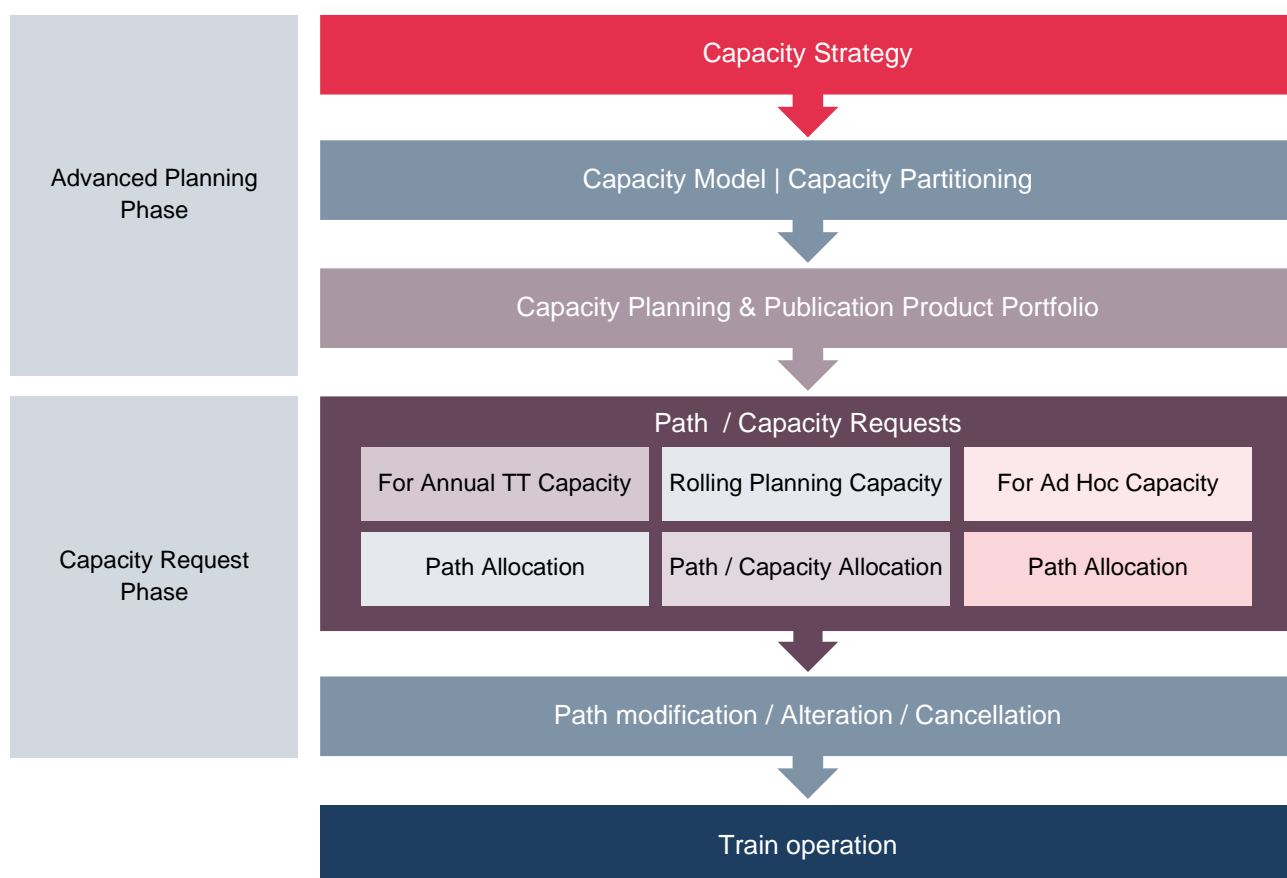 Capacity Strategy
Advanced Planning
Phase
Capacity Model | Capacity Partitioning
Capacity Planning & Publication Product Portfolio
Path / Capacity Requests
For Annual TT Capacity
Rolling Planning Capacity
For Ad Hoc Capacity
Path Allocation
Path / Capacity Allocation
Path Allocation
Capacity Request
Phase
Path modification / Alteration / Cancellation
Train operation